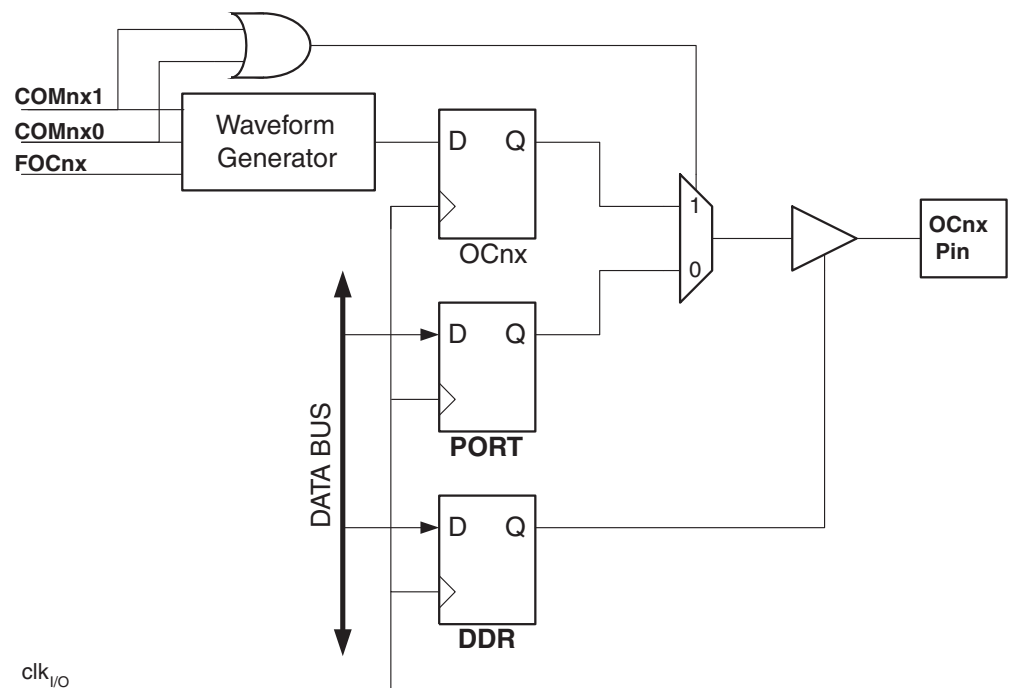 COMnx1
COMnx0
FOCnx
Waveform
Generator
D Q
OCnx
1
0
OCnx
Pin
D Q
PORT
DATA BUS
D Q
DDR
clkI/O